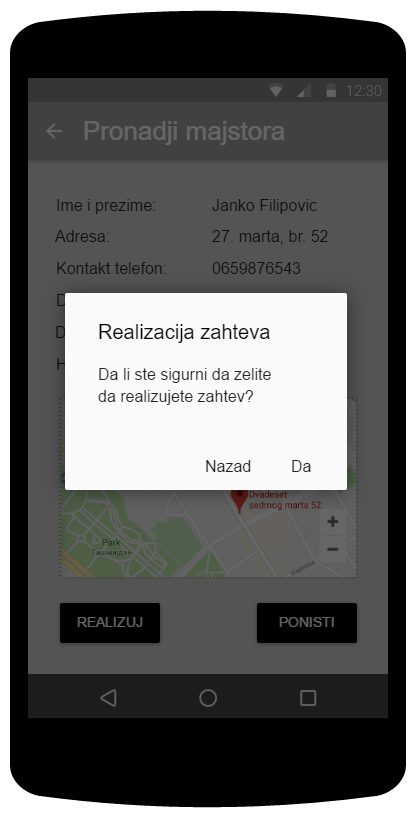 12:30
Pronadji majstora
Ime i prezime: Janko Filipovic
Adresa: 27. marta, br. 52
Kontakt telefon: 0659876543
D
D
H
Realizacija zahteva
Da li ste sigurni da zelite
da realizujete zahtev?
Nazad Da
Dvadeset
sedmog marta 52
Park
Ташмајдан
+
−
REALIZUJ PONISTI